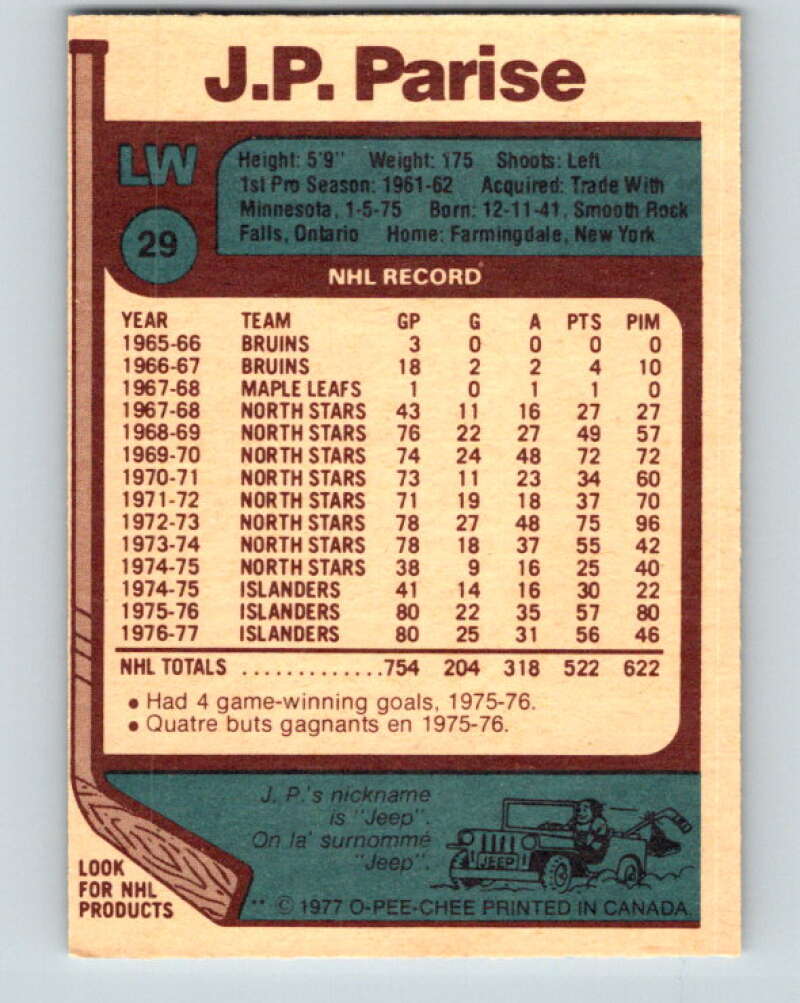 J.P. Parise
LW
29
Height: 5'9" Weight: 175 Shoots: Left
1st Pro Season: 1961-62 Acquired: Trade With
Minnesota, 1-5-75 Born: 12-11-41, Smooth Rock
Falls, Ontario Home: Farmingdale, New York
NHL RECORD
YEAR TEAM GP G A PTS PIM
1965-66 BRUINS 3 0 0 0 0
1966-67 BRUINS 18 2 2 4 10
1967-68 MAPLE LEAFS 1 0 1 1 0
1967-68 NORTH STARS 43 11 16 27 27
1968-69 NORTH STARS 76 22 27 49 57
1969-70 NORTH STARS 74 24 48 72 72
1970-71 NORTH STARS 73 11 23 34 60
1971-72 NORTH STARS 71 19 18 37 70
1972-73 NORTH STARS 78 27 48 75 96
1973-74 NORTH STARS 78 18 37 55 42
1974-75 NORTH STARS 38 9 16 25 40
1974-75 ISLANDERS 41 14 16 30 22
1975-76 ISLANDERS 80 22 35 57 80
1976-77 ISLANDERS 80 25 31 56 46
NHL TOTALS .............754 204 318 522 622
• Had 4 game-winning goals, 1975-76.
• Quatre buts gagnants en 1975-76.
J. P.'s nickname
is "Jeep".
On la' surnommé
"Jeep".
JEEP
LOOK
FOR NHL
PRODUCTS
** © 1977 O-PEE-CHEE PRINTED IN CANADA